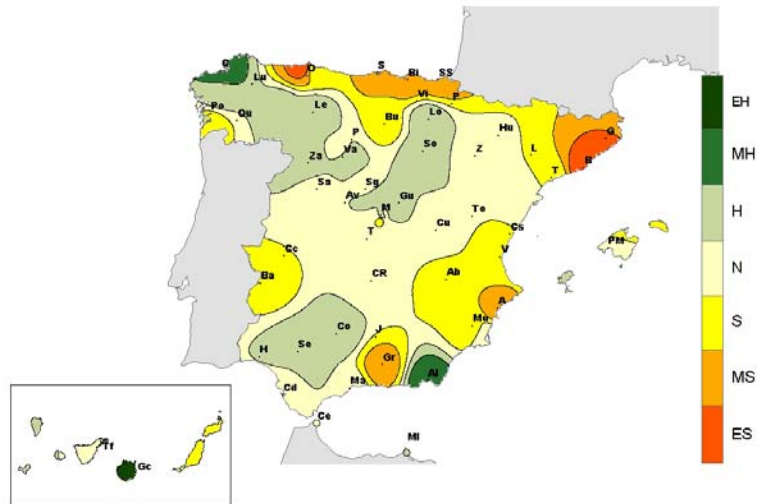 C
Lu
O
S
Bi
SS
Vi
P
Po
Ou
Le
Bu
Lo
Hu
G
P
Za
Va
So
Z
L
B
T
Sa
Sg
Av
Gu
M
Te
T
Cu
Cs
PM
Cc
V
Ba
CR
Ab
A
Mu
Co
J
H
Se
Gr
Al
Cd
Ma
Ce
Ml
Tf
Gc
EH
MH
H
N
S
MS
ES